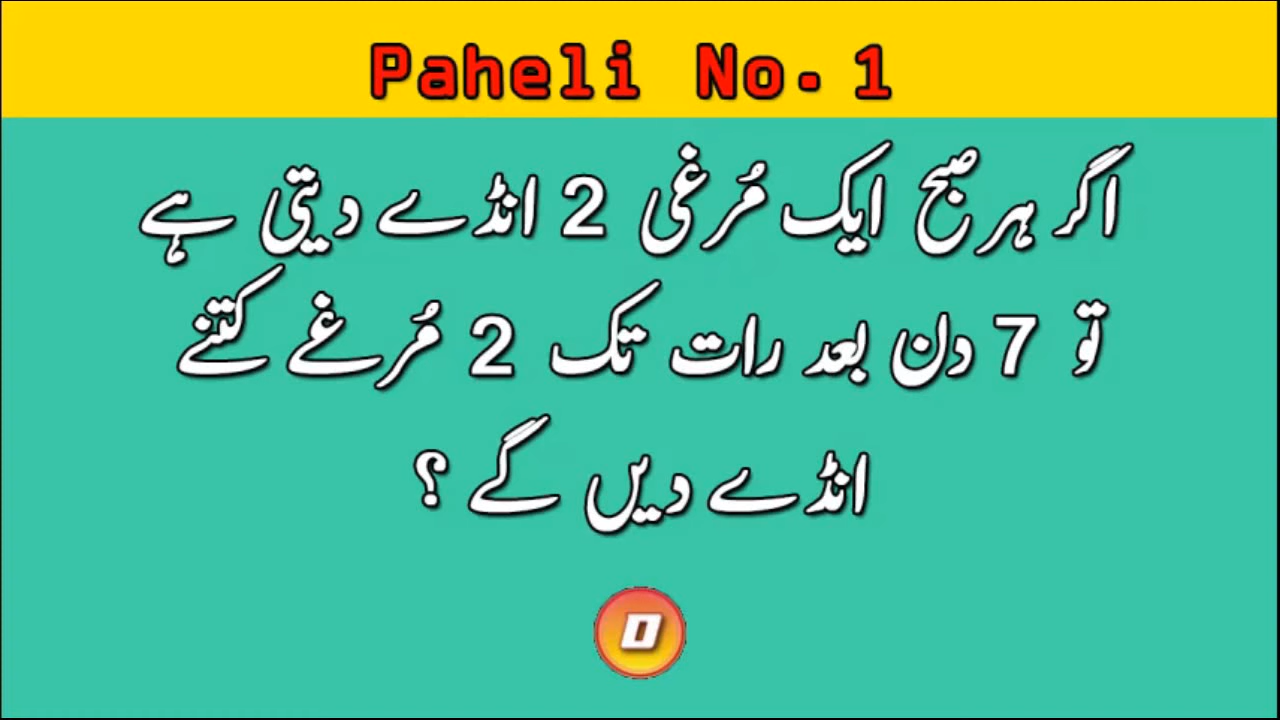 Paheli No. 1
اگر ہر صبح ایک مُرغی 2 انڈے دیتی ہے
تو 7 دن بعد رات تک 2 مُرغے کتنے
انڈے دیں گے ؟
0